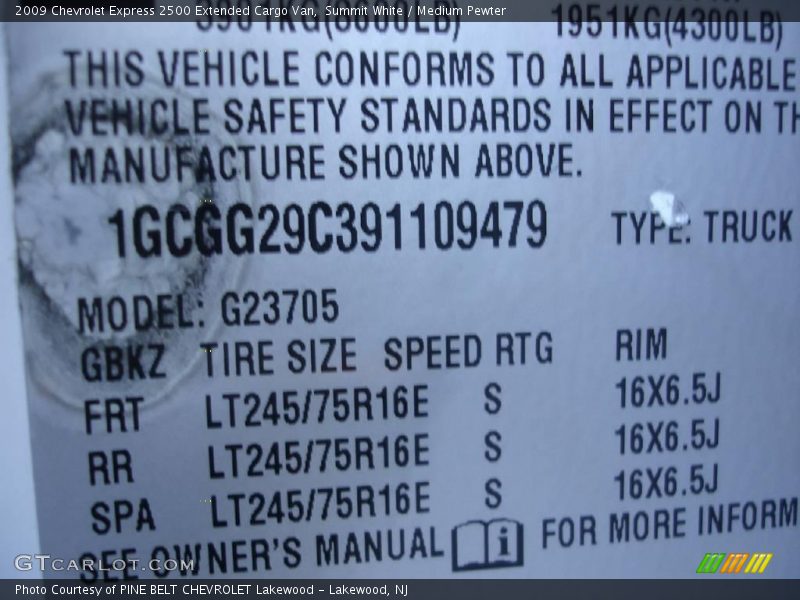 2009 Chevrolet Express 2500 Extended Cargo Van, Summit White / Medium Pewter
1951KG(4300LB)
THIS VEHICLE CONFORMS TO ALL APPLICABLE
VEHICLE SAFETY STANDARDS IN EFFECT ON TH
MANUFACTURE SHOWN ABOVE.
1GCGG29C391109479 TYPE: TRUCK
MODEL: G23705
GBKZ TIRE SIZE SPEED RTG RIM
FRT LT245/75R16E S 16X6.5J
RR LT245/75R16E S 16X6.5J
SPA LT245/75R16E S 16X6.5J
SEE OWNER'S MANUAL i FOR MORE INFORM
GTCARLOT.COM
Photo Courtesy of PINE BELT CHEVROLET Lakewood - Lakewood, NJ